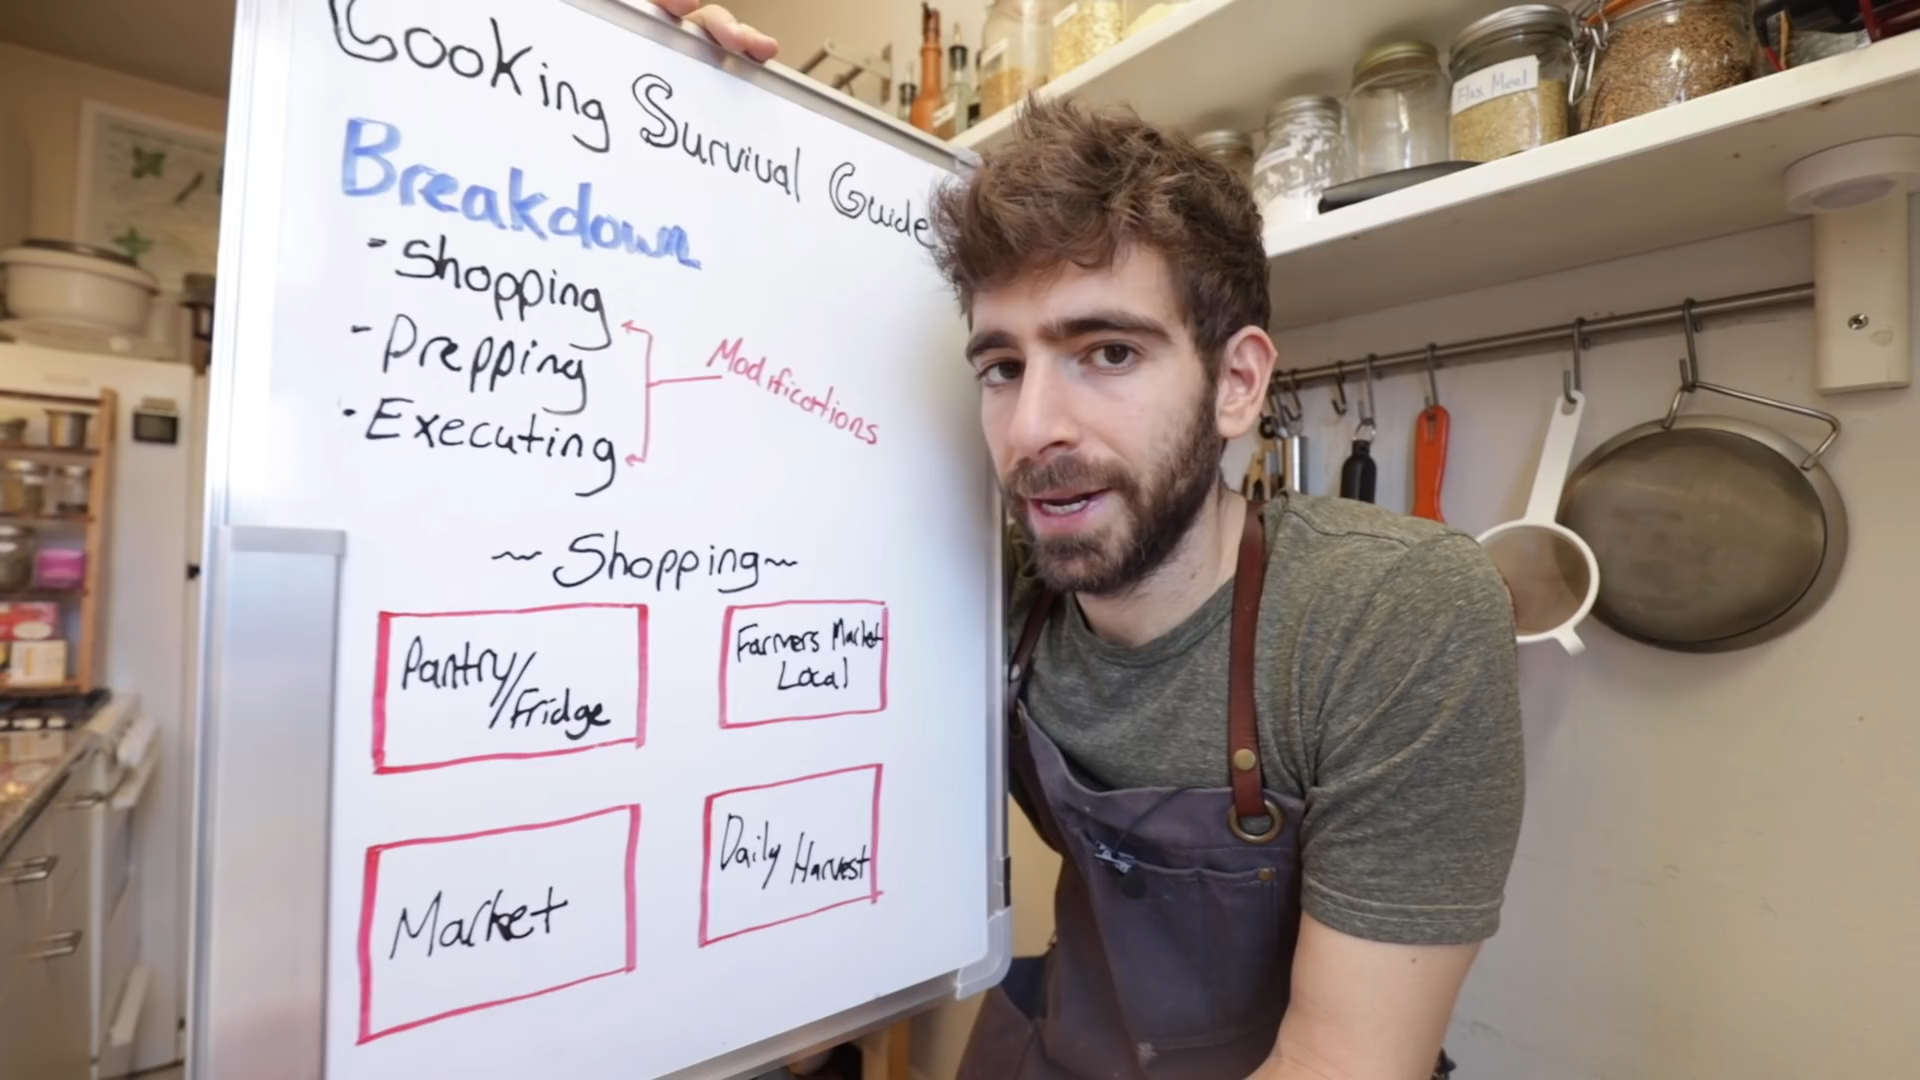 Cooking Survival Guide
Breakdown
- Shopping
- Prepping
· Executing
Modifications
~ Shopping ~
Pantry/
Fridge
Farmers Market
Local
Market
Daily Harvest
Flax Meal